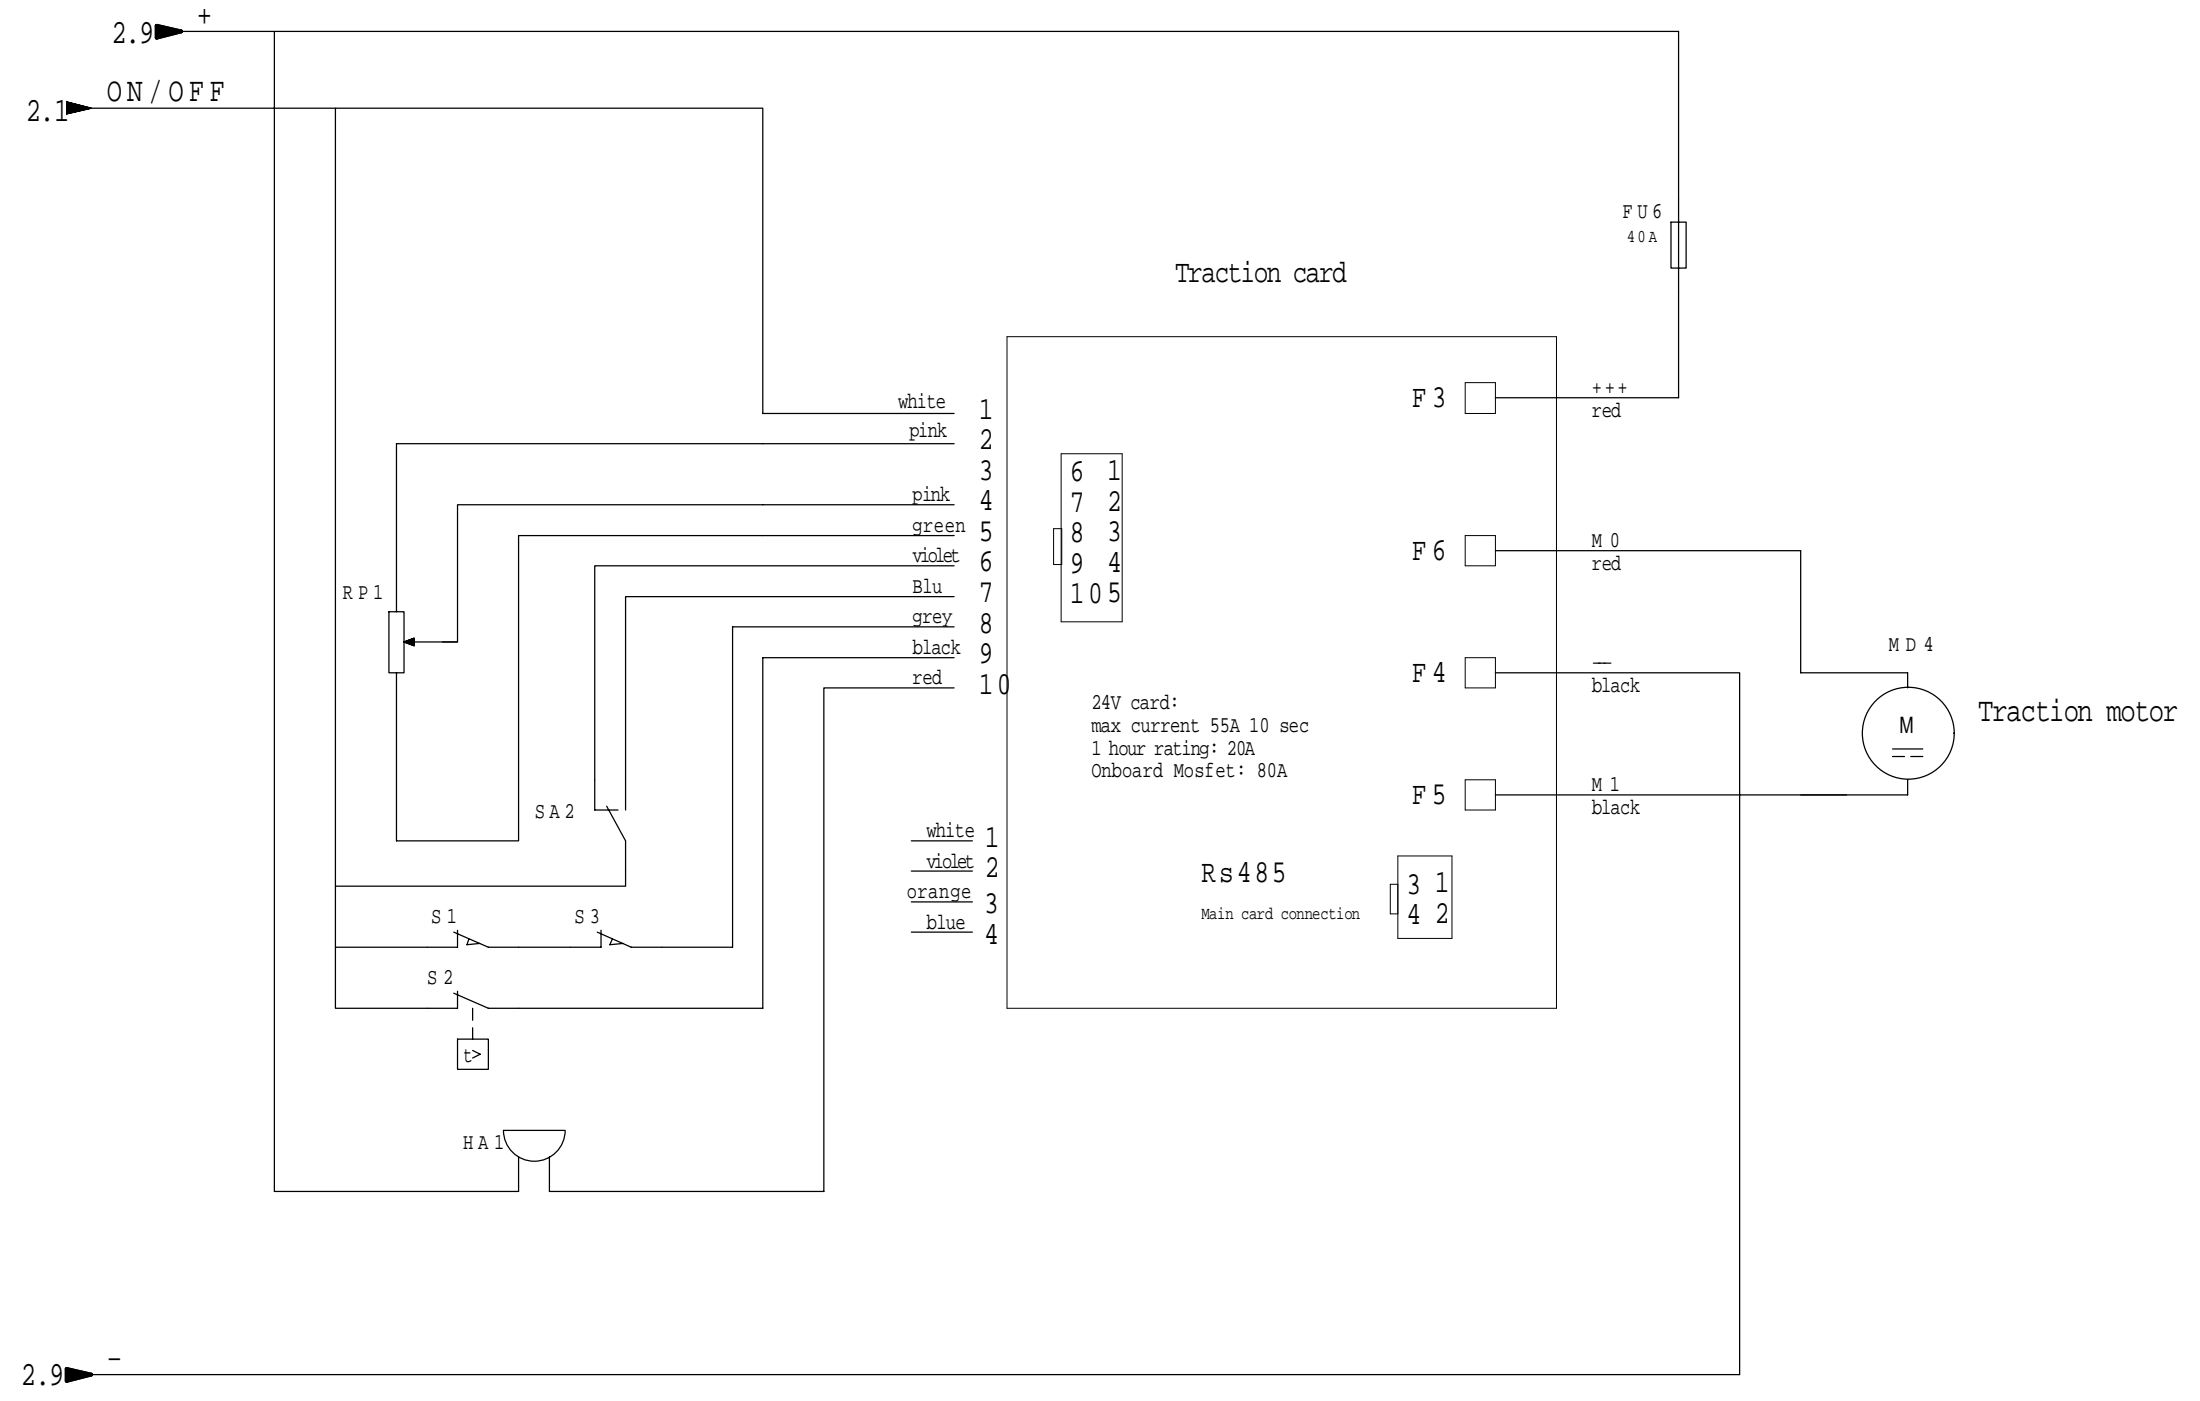 +
2.9
ON/OFF
2.1
FU6
40A
Traction card
F3
+++
red
white 1
pink 2
3
pink 4
green 5
violet 6
Blu 7
grey 8
black 9
red 10
6 1
7 2
8 3
9 4
10 5
F6
M0
red
RP1
MD4
F4
—
black
Traction motor
M
24V card:
max current 55A 10 sec
1 hour rating: 20A
Onboard Mosfet: 80A
F5
M1
black
SA2
white 1
violet 2
orange 3
blue 4
Rs485
Main card connection
3 1
4 2
S1
S3
S2
t>
HA1
-
2.9